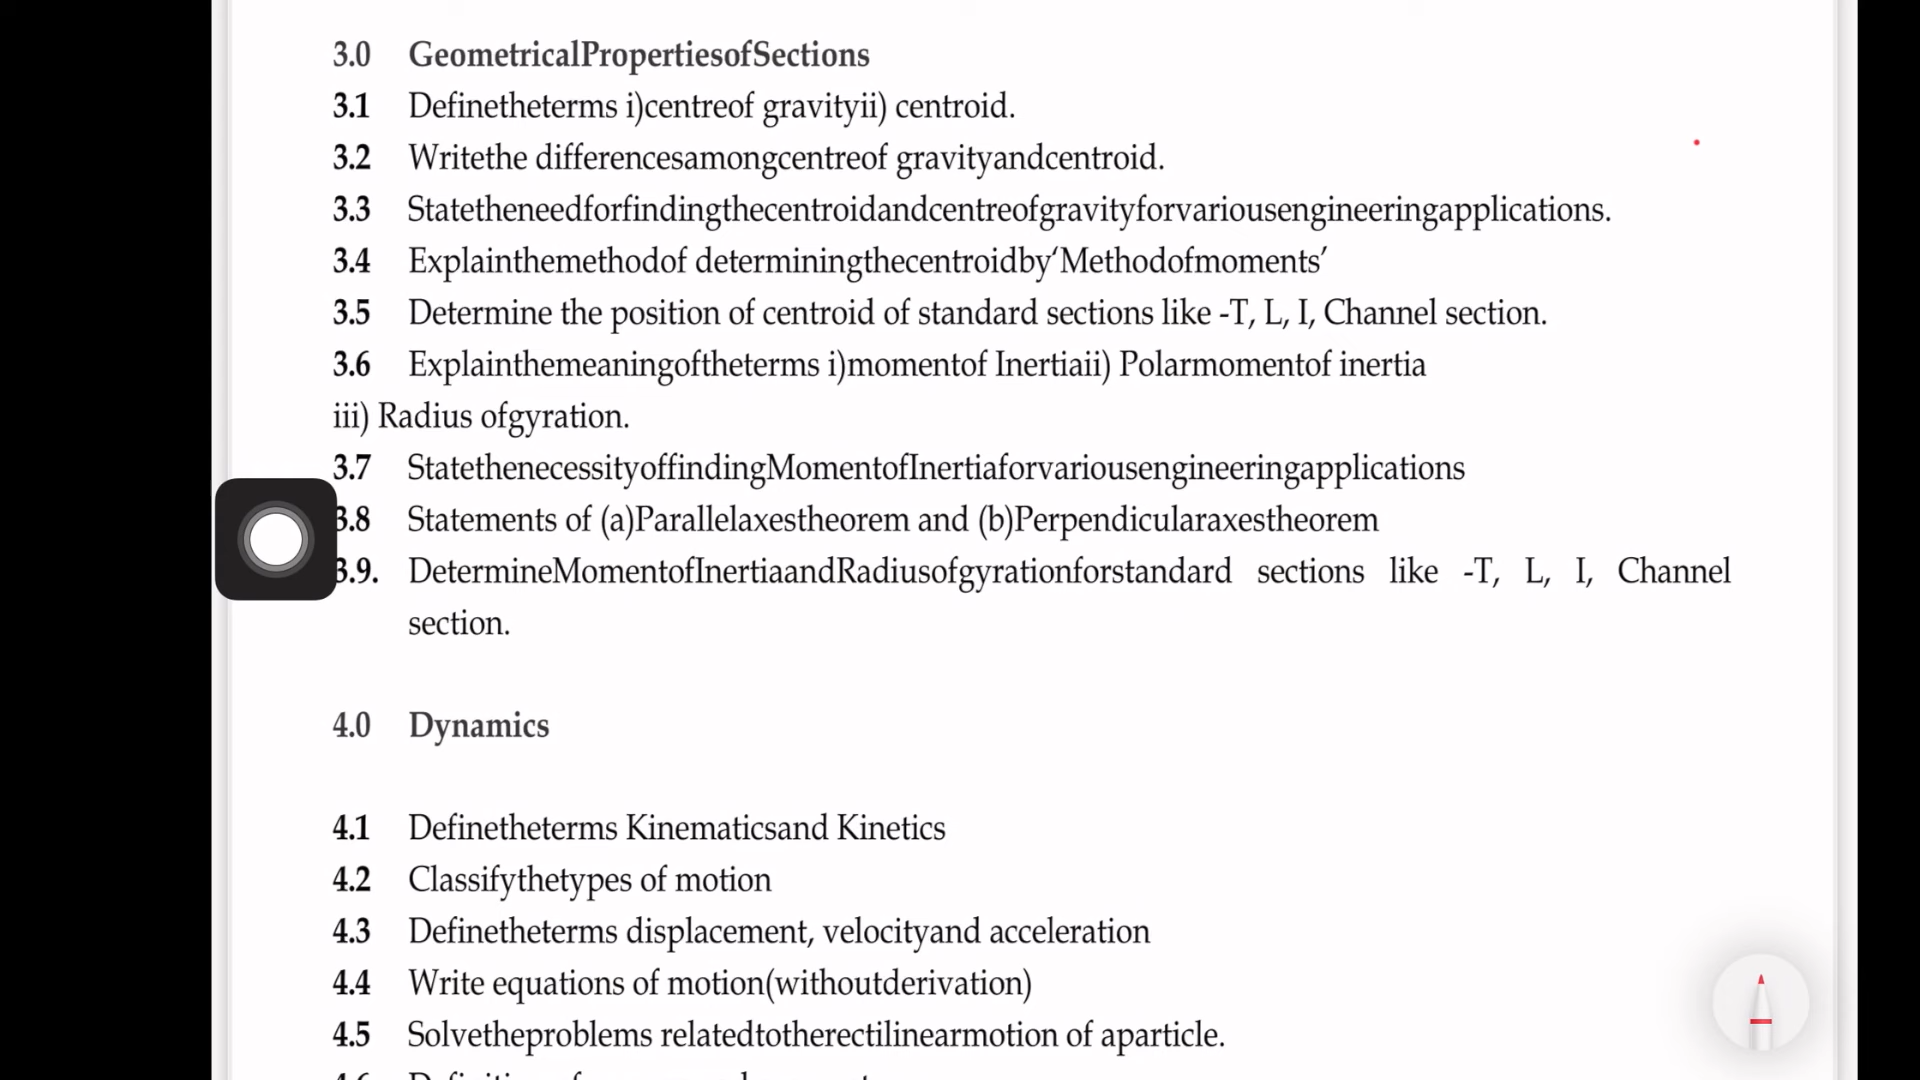 3.0 GeometricalPropertiesofSections
3.1 Definetheterms i)centreof gravityii) centroid.
3.2 Writethe differencesamongcentreof gravityandcentroid.
3.3 Statetheneedforfindingthecentroidandcentreofgravityforvariousengineeringapplications.
3.4 Explainthemethodof determiningthecentroidby‘Methodofmoments’
3.5 Determine the position of centroid of standard sections like -T, L, I, Channel section.
3.6 Explainthemeaningoftheterms i)momentof Inertiaii) Polarmomentof inertia
iii) Radius ofgyration.
3.7 StatethenecessityoffindingMomentofInertiaforvariousengineeringapplications
3.8 Statements of (a)Parallelaxestheorem and (b)Perpendicularaxestheorem
3.9. DetermineMomentofInertiaandRadiusofgyrationforstandard sections like -T, L, I, Channel
section.
4.0 Dynamics
4.1 Definetheterms Kinematicsand Kinetics
4.2 Classifythetypes of motion
4.3 Definetheterms displacement, velocityand acceleration
4.4 Write equations of motion(withoutderivation)
4.5 Solvetheproblems relatedtotherectilinearmotion of aparticle.